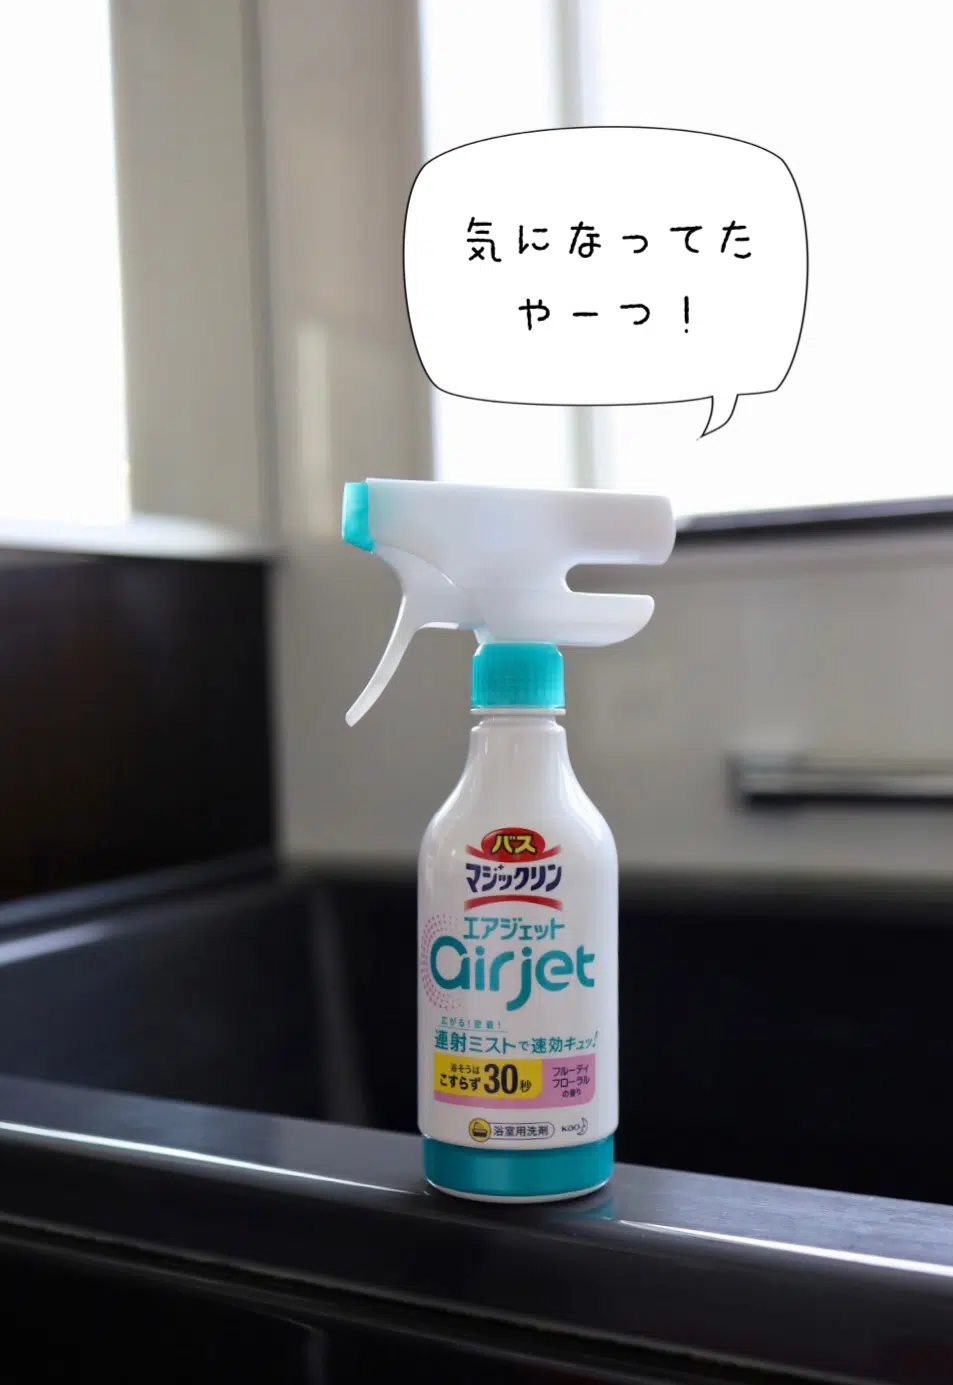 気になってた
やーつ！
バス
マジックリン
エアジェット
airjet
広がる！密着！
連射ミストで速効キュッ！
浴そうは
こすらず30秒
フルーティ
フローラル
の香り
浴室用洗剤
Kao